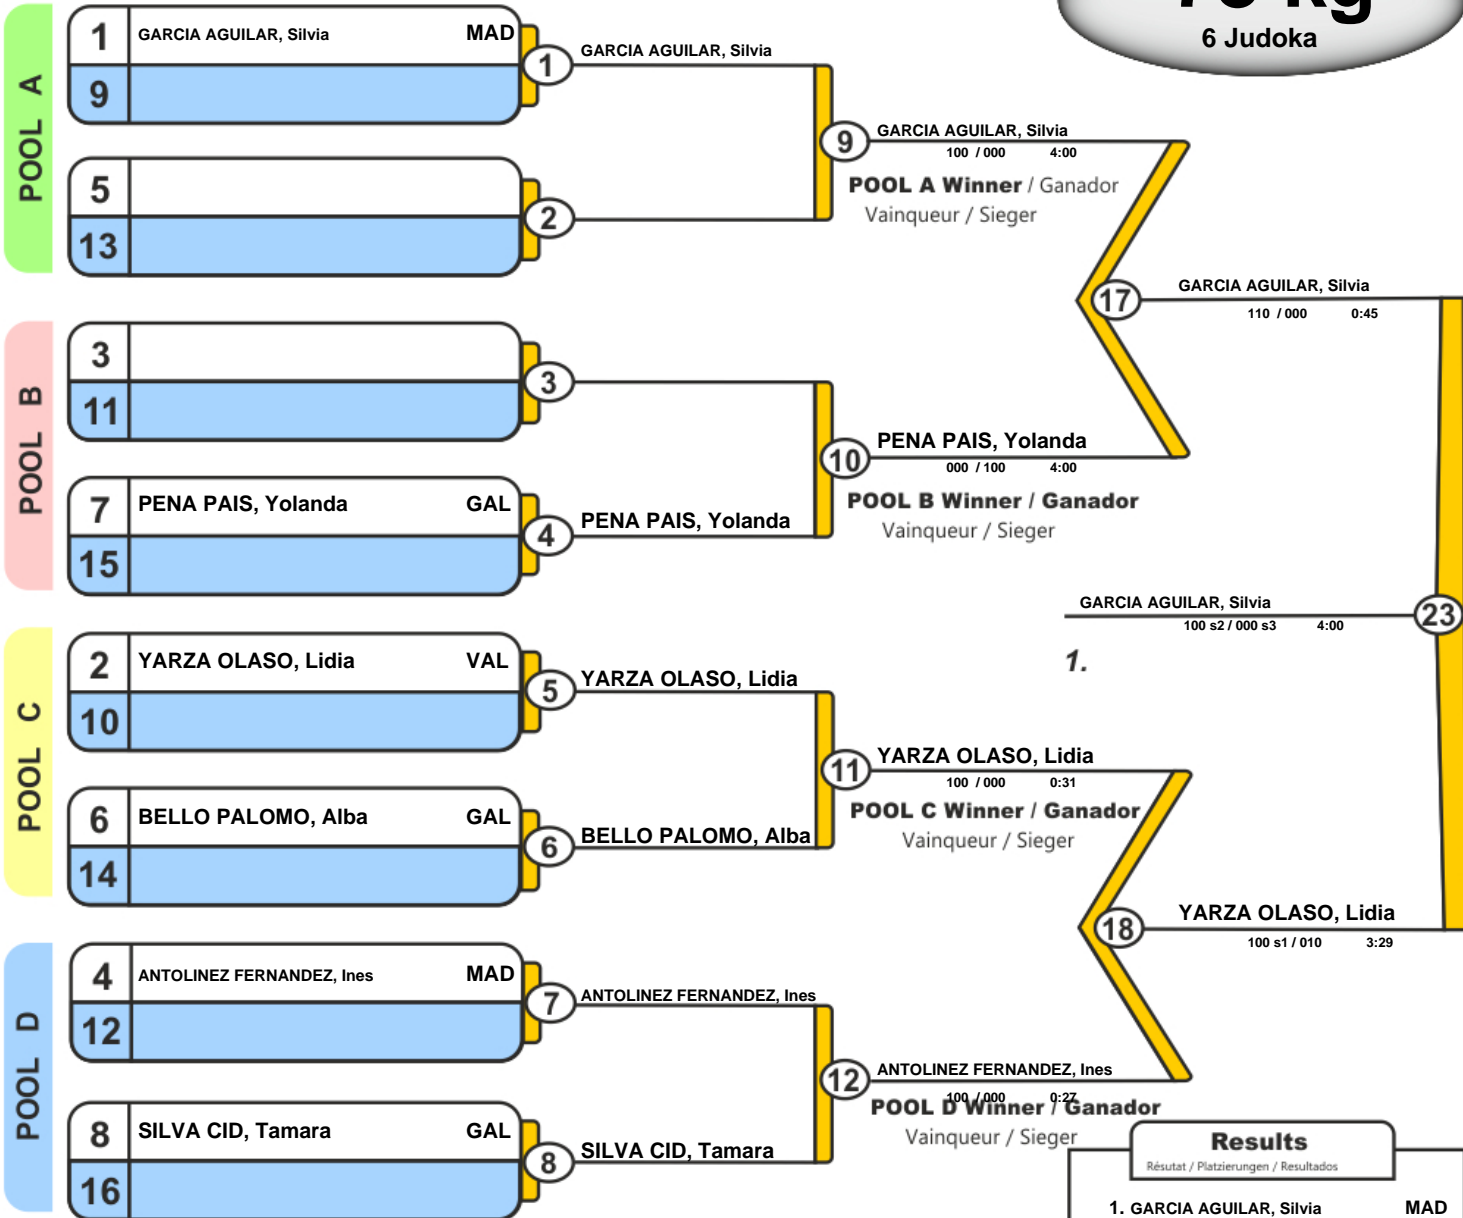 6 Judoka
POOL A
1 GARCIA AGUILAR, Silvia MAD
9
1
GARCIA AGUILAR, Silvia
5
13
2
9
GARCIA AGUILAR, Silvia
100 / 000 4:00
POOL A Winner / Ganador
Vainqueur / Sieger
POOL B
3
11
3
7 PENA PAIS, Yolanda GAL
15
4
PENA PAIS, Yolanda
10
PENA PAIS, Yolanda
000 / 100 4:00
POOL B Winner / Ganador
Vainqueur / Sieger
17
GARCIA AGUILAR, Silvia
110 / 000 0:45
GARCIA AGUILAR, Silvia
100 s2 / 000 s3 4:00
23
1.
POOL C
2 YARZA OLASO, Lidia VAL
10
5
YARZA OLASO, Lidia
6 BELLO PALOMO, Alba GAL
14
6
BELLO PALOMO, Alba
11
YARZA OLASO, Lidia
100 / 000 0:31
POOL C Winner / Ganador
Vainqueur / Sieger
18
YARZA OLASO, Lidia
100 s1 / 010 3:29
POOL D
4 ANTOLINEZ FERNANDEZ, Ines MAD
12
7
ANTOLINEZ FERNANDEZ, Ines
8 SILVA CID, Tamara GAL
16
8
SILVA CID, Tamara
12
ANTOLINEZ FERNANDEZ, Ines
100 / 000 0:27
POOL D Winner / Ganador
Vainqueur / Sieger
Results
Résutat / Platzierungen / Resultados
1. GARCIA AGUILAR, Silvia MAD